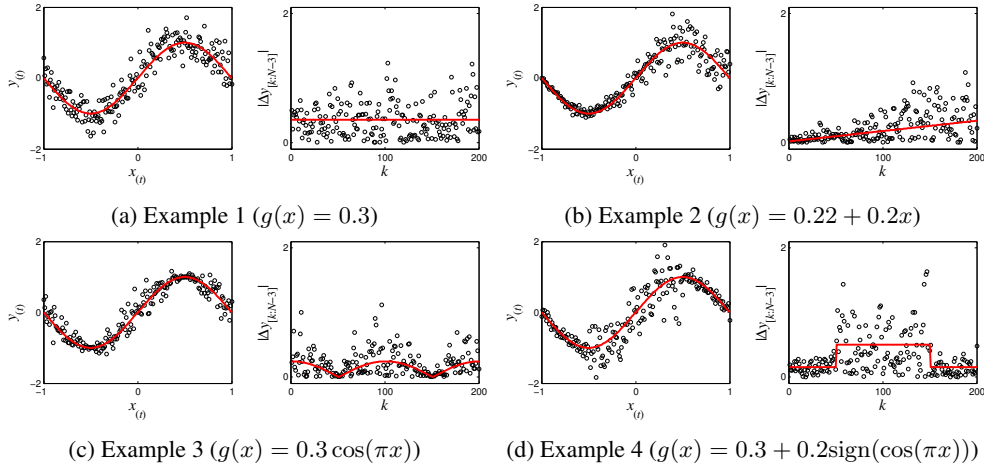 2
0
−2
−1
0
1
y(t)
x(t)
2
0
0
100
200
|Δy[k:N−3]|
k
(a) Example 1 (g(x) = 0.3)
2
0
−2
−1
0
1
y(t)
x(t)
2
0
0
100
200
|Δy[k:N−3]|
k
(b) Example 2 (g(x) = 0.22 + 0.2x)
2
0
−2
−1
0
1
y(t)
x(t)
2
0
0
100
200
|Δy[k:N−3]|
k
(c) Example 3 (g(x) = 0.3 cos(πx))
2
0
−2
−1
0
1
y(t)
x(t)
2
0
0
100
200
|Δy[k:N−3]|
k
(d) Example 4 (g(x) = 0.3 + 0.2sign(cos(πx)))